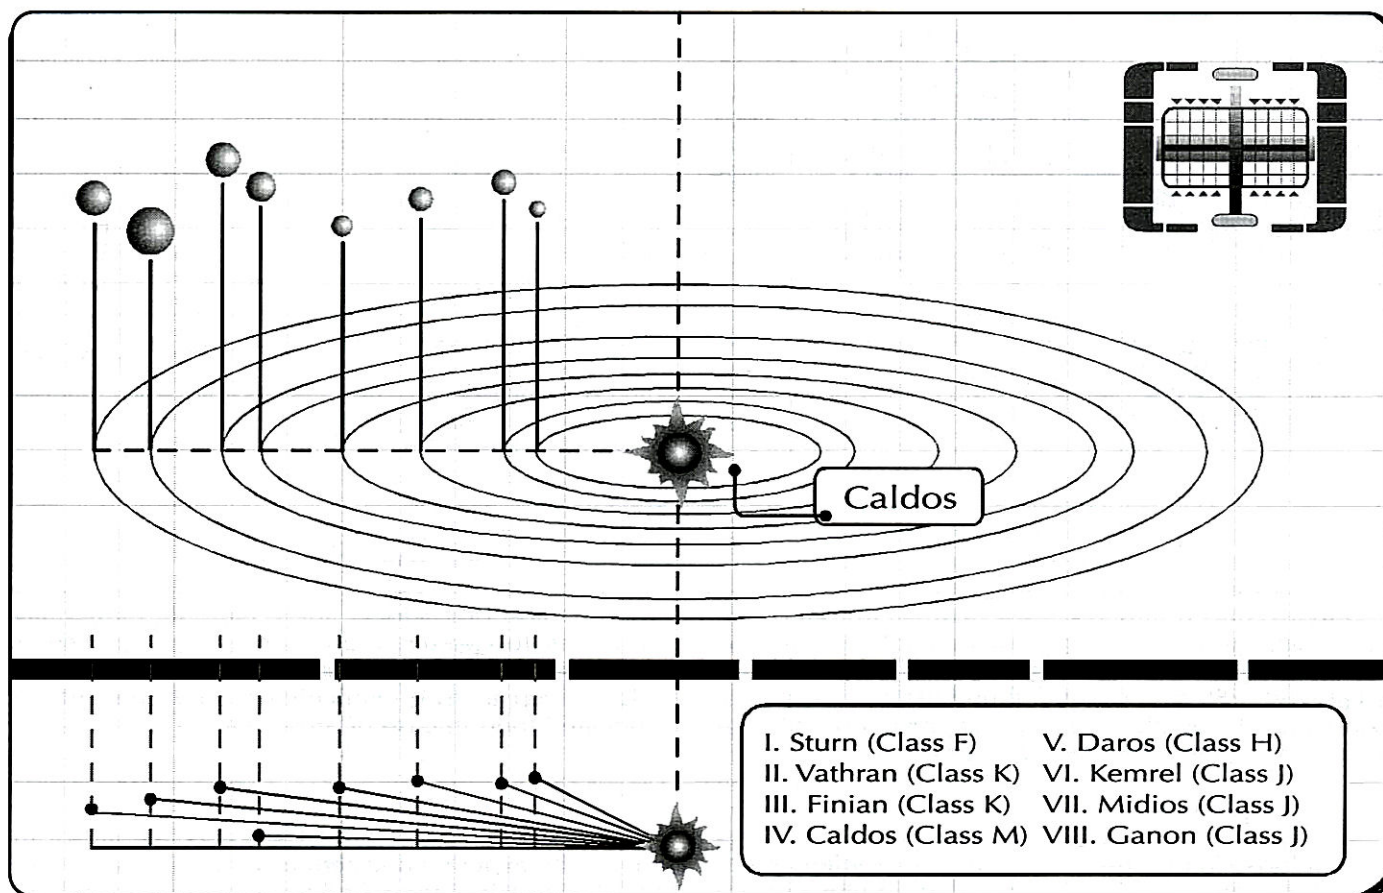 Caldos
I. Sturn (Class F)
II. Vathran (Class K)
III. Finian (Class K)
IV. Caldos (Class M)
V. Daros (Class H)
VI. Kemrel (Class J)
VII. Midios (Class J)
VIII. Ganon (Class J)